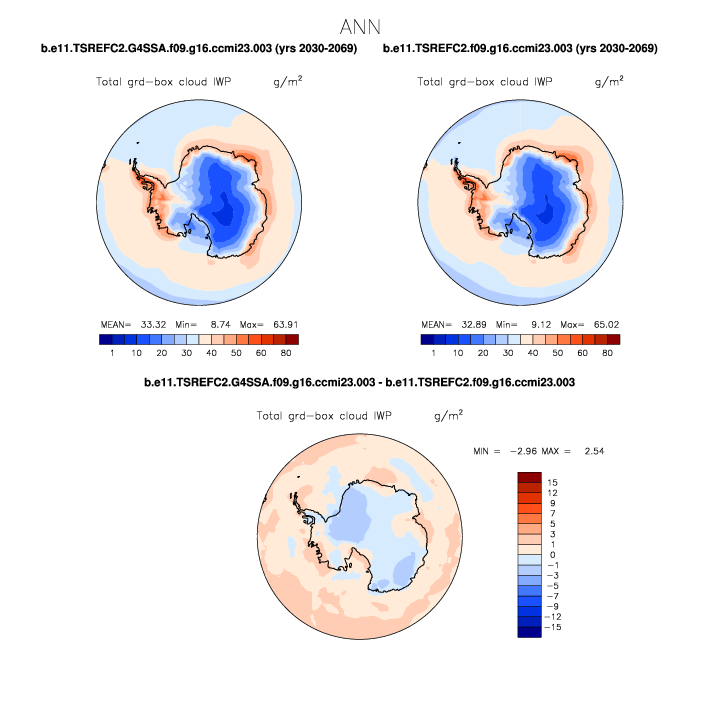 ANN
b.e11.TSREFC2.G4SSA.f09.g16.ccmi23.003 (yrs 2030-2069) b.e11.TSREFC2.f09.g16.ccmi23.003 (yrs 2030-2069)
Total grd-box cloud IWP g/m² Total grd-box cloud IWP g/m²
MEAN= 33.32 Min= 8.74 Max= 63.91 MEAN= 32.89 Min= 9.12 Max= 65.02
1 10 20 30 40 50 60 80 1 10 20 30 40 50 60 80
b.e11.TSREFC2.G4SSA.f09.g16.ccmi23.003 - b.e11.TSREFC2.f09.g16.ccmi23.003
Total grd-box cloud IWP g/m²
MIN = -2.96 MAX = 2.54
15
12
9
7
5
3
1
0
-1
-3
-5
-7
-9
-12
-15